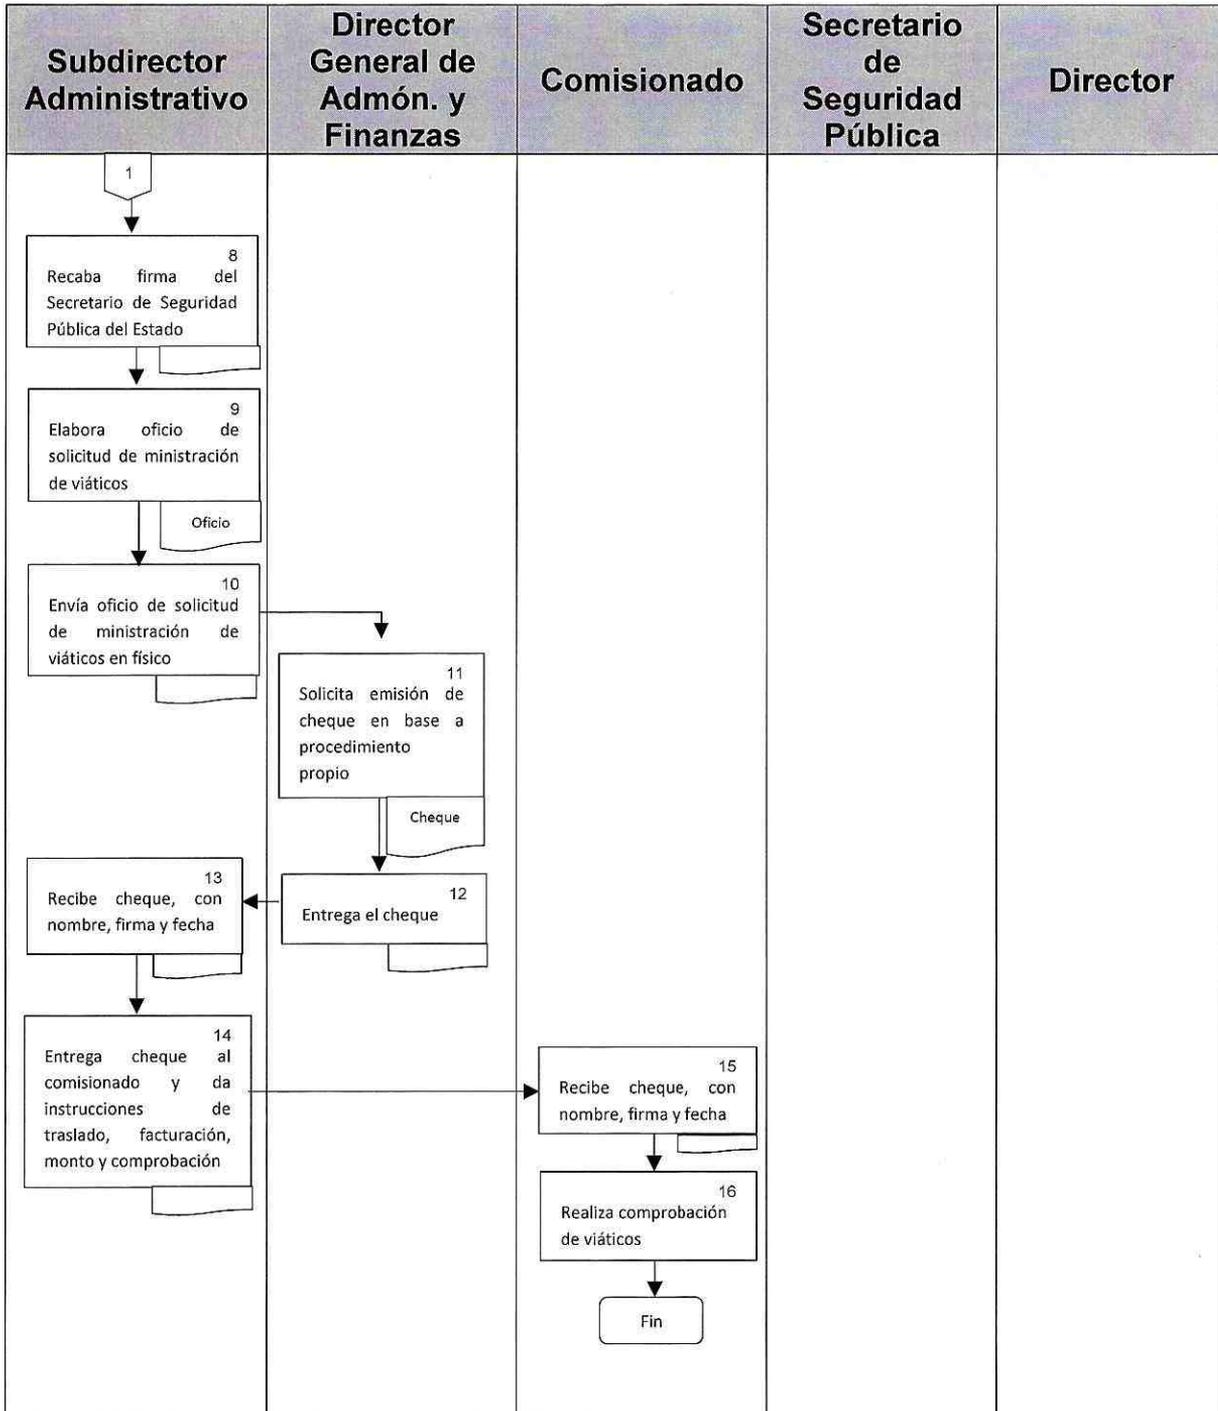 Subdirector
Administrativo
Director
General de
Admón. y
Finanzas
Comisionado
Secretario
de
Seguridad
Pública
Director
1
8
Recaba firma del
Secretario de Seguridad
Pública del Estado
9
Elabora oficio de
solicitud de ministración
de viáticos
Oficio
10
Envía oficio de solicitud
de ministración de
viáticos en físico
11
Solicita emisión de
cheque en base a
procedimiento
propio
Cheque
12
Entrega el cheque
13
Recibe cheque, con
nombre, firma y fecha
14
Entrega cheque al
comisionado y da
instrucciones de
traslado, facturación,
monto y comprobación
15
Recibe cheque, con
nombre, firma y fecha
16
Realiza comprobación
de viáticos
Fin